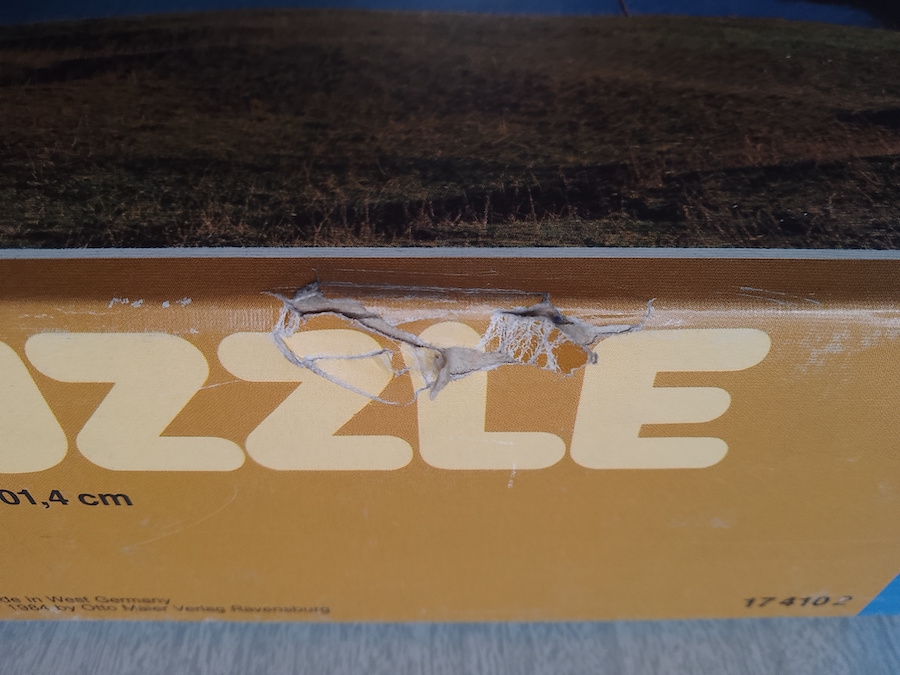 ZZLE
01,4 cm
de in West Germany
1984 by Otto Maier Verlag Ravensburg
17 410 2